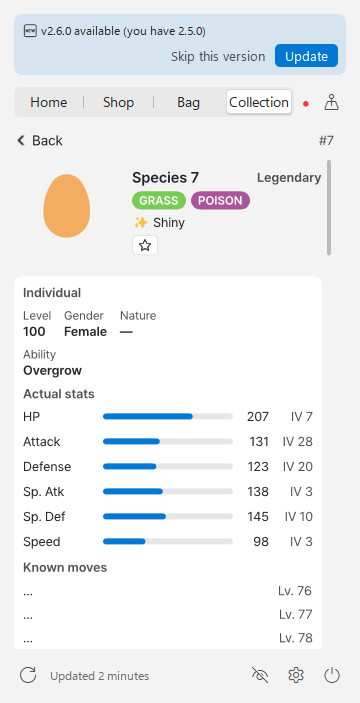 NEW v2.6.0 available (you have 2.5.0)
Skip this version Update
Home Shop Bag Collection
Back #7
Species 7 Legendary
GRASS POISON
✨ Shiny
Individual
Level Gender Nature
100 Female —
Ability
Overgrow
Actual stats
HP 207 IV 7
Attack 131 IV 28
Defense 123 IV 20
Sp. Atk 138 IV 3
Sp. Def 145 IV 10
Speed 98 IV 3
Known moves
... Lv. 76
... Lv. 77
... Lv. 78
Updated 2 minutes